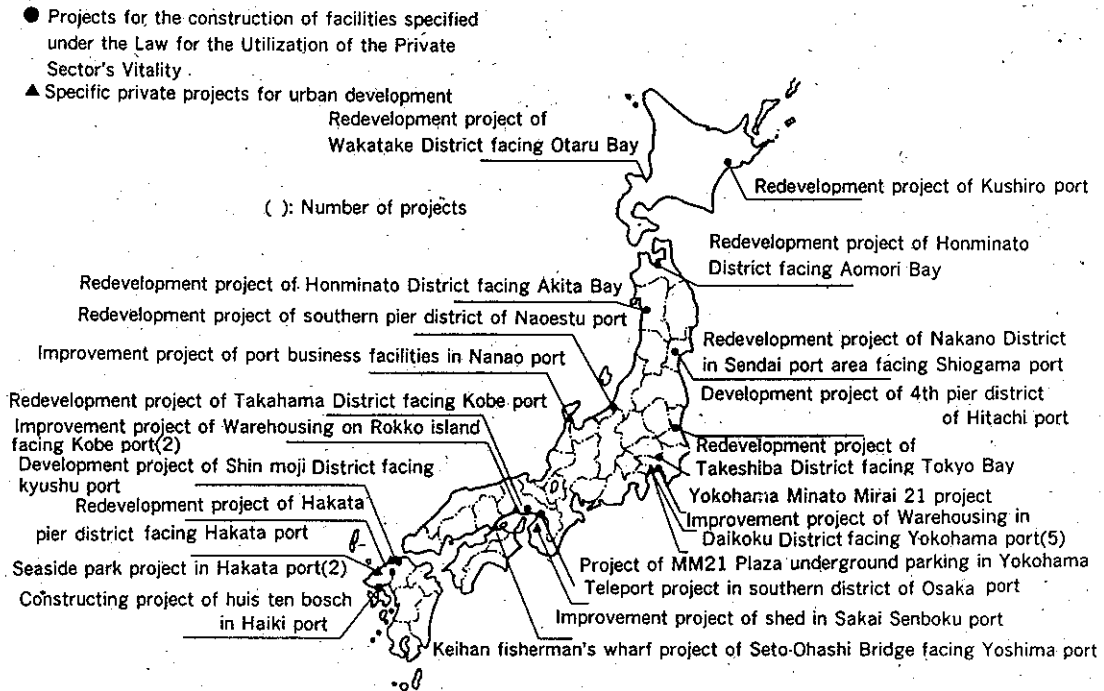 ● Projects for the construction of facilities specified
under the Law for the Utilization of the Private
Sector's Vitality.
▲ Specific private projects for urban development
Redevelopment project of
Wakatake District facing Otaru Bay
Redevelopment project of Kushiro port
( ): Number of projects
Redevelopment project of Honminato
District facing Aomori Bay
Redevelopment project of Honminato District facing Akita Bay
Redevelopment project of southern pier district of Naoestu port
Redevelopment project of Nakano District
in Sendai port area facing Shiogama port
Improvement project of port business facilities in Nanao port
Development project of 4th pier district
of Hitachi port
Redevelopment project of Takahama District facing Kobe port
Improvement project of Warehousing on Rokko island
facing Kobe port(2)
Redevelopment project of
Takeshiba District facing Tokyo Bay
Development project of Shin moji District facing
kyushu port
Yokohama Minato Mirai 21 project
Redevelopment project of Hakata
pier district facing Hakata port
Improvement project of Warehousing in
Daikoku District facing Yokohama port(5)
Seaside park project in Hakata port(2)
Project of MM21 Plaza underground parking in Yokohama
Teleport project in southern district of Osaka port
Constructing project of huis ten bosch
in Haiki port
Improvement project of shed in Sakai Senboku port
Keihan fisherman's wharf project of Seto-Ohashi Bridge facing Yoshima port